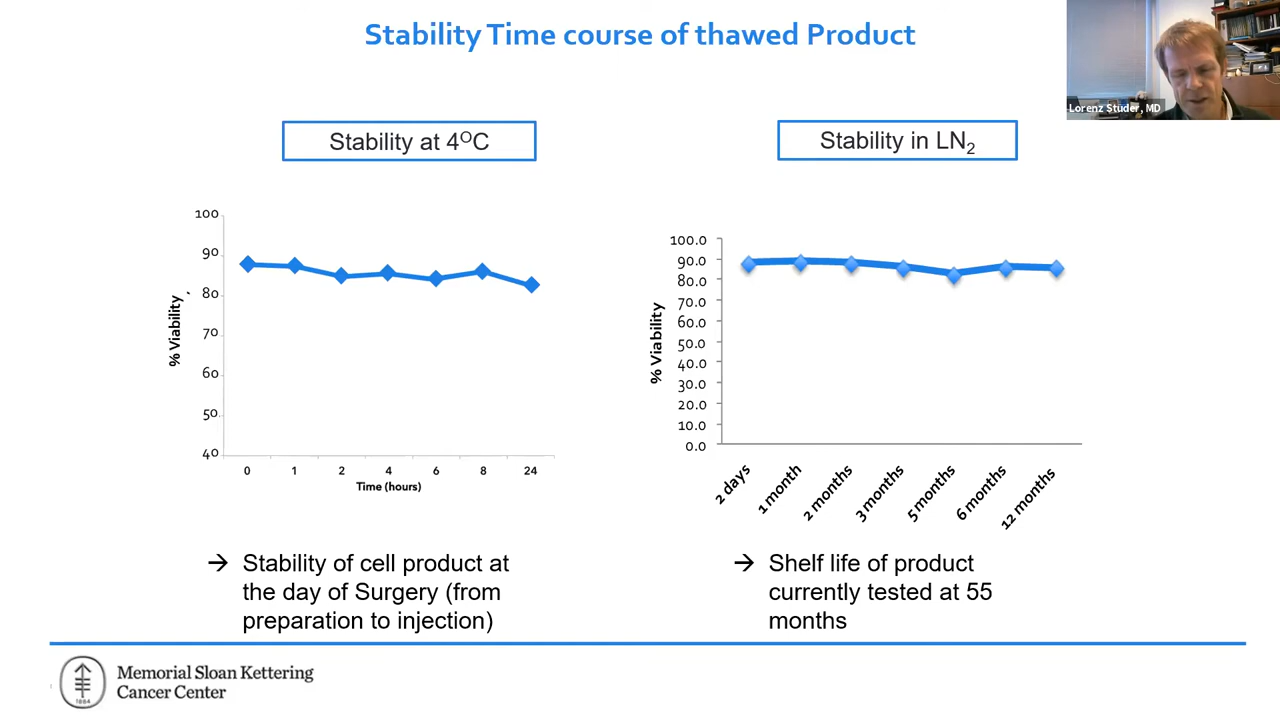 Stability Time course of thawed Product
Lorenz Studer, MD
Stability at 4ᴼC
Stability in LN₂
% Viability
100
90
80
70
60
50
40
0 1 2 4 6 8 24
Time (hours)
% Viability
100.0
90.0
80.0
70.0
60.0
50.0
40.0
30.0
20.0
10.0
0.0
2 days 1 month 2 months 3 months 5 months 6 months 12 months
→ Stability of cell product at
the day of Surgery (from
preparation to injection)
→ Shelf life of product
currently tested at 55
months
1884
Memorial Sloan Kettering
Cancer Center